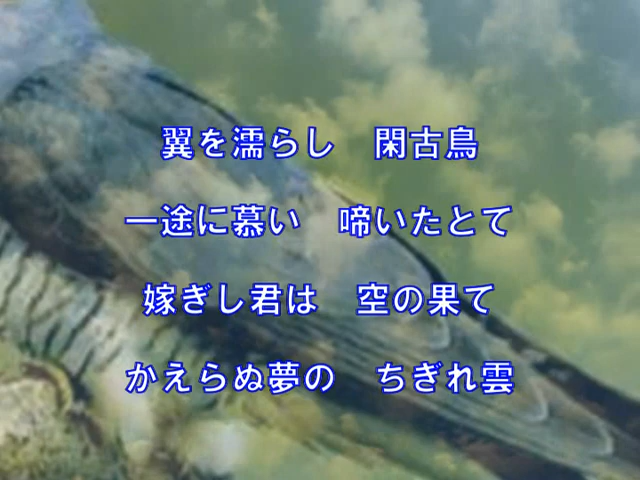 翼を濡らし　閑古鳥
一途に慕い　啼いたとて
嫁ぎし君は　空の果て
かえらぬ夢の　ちぎれ雲